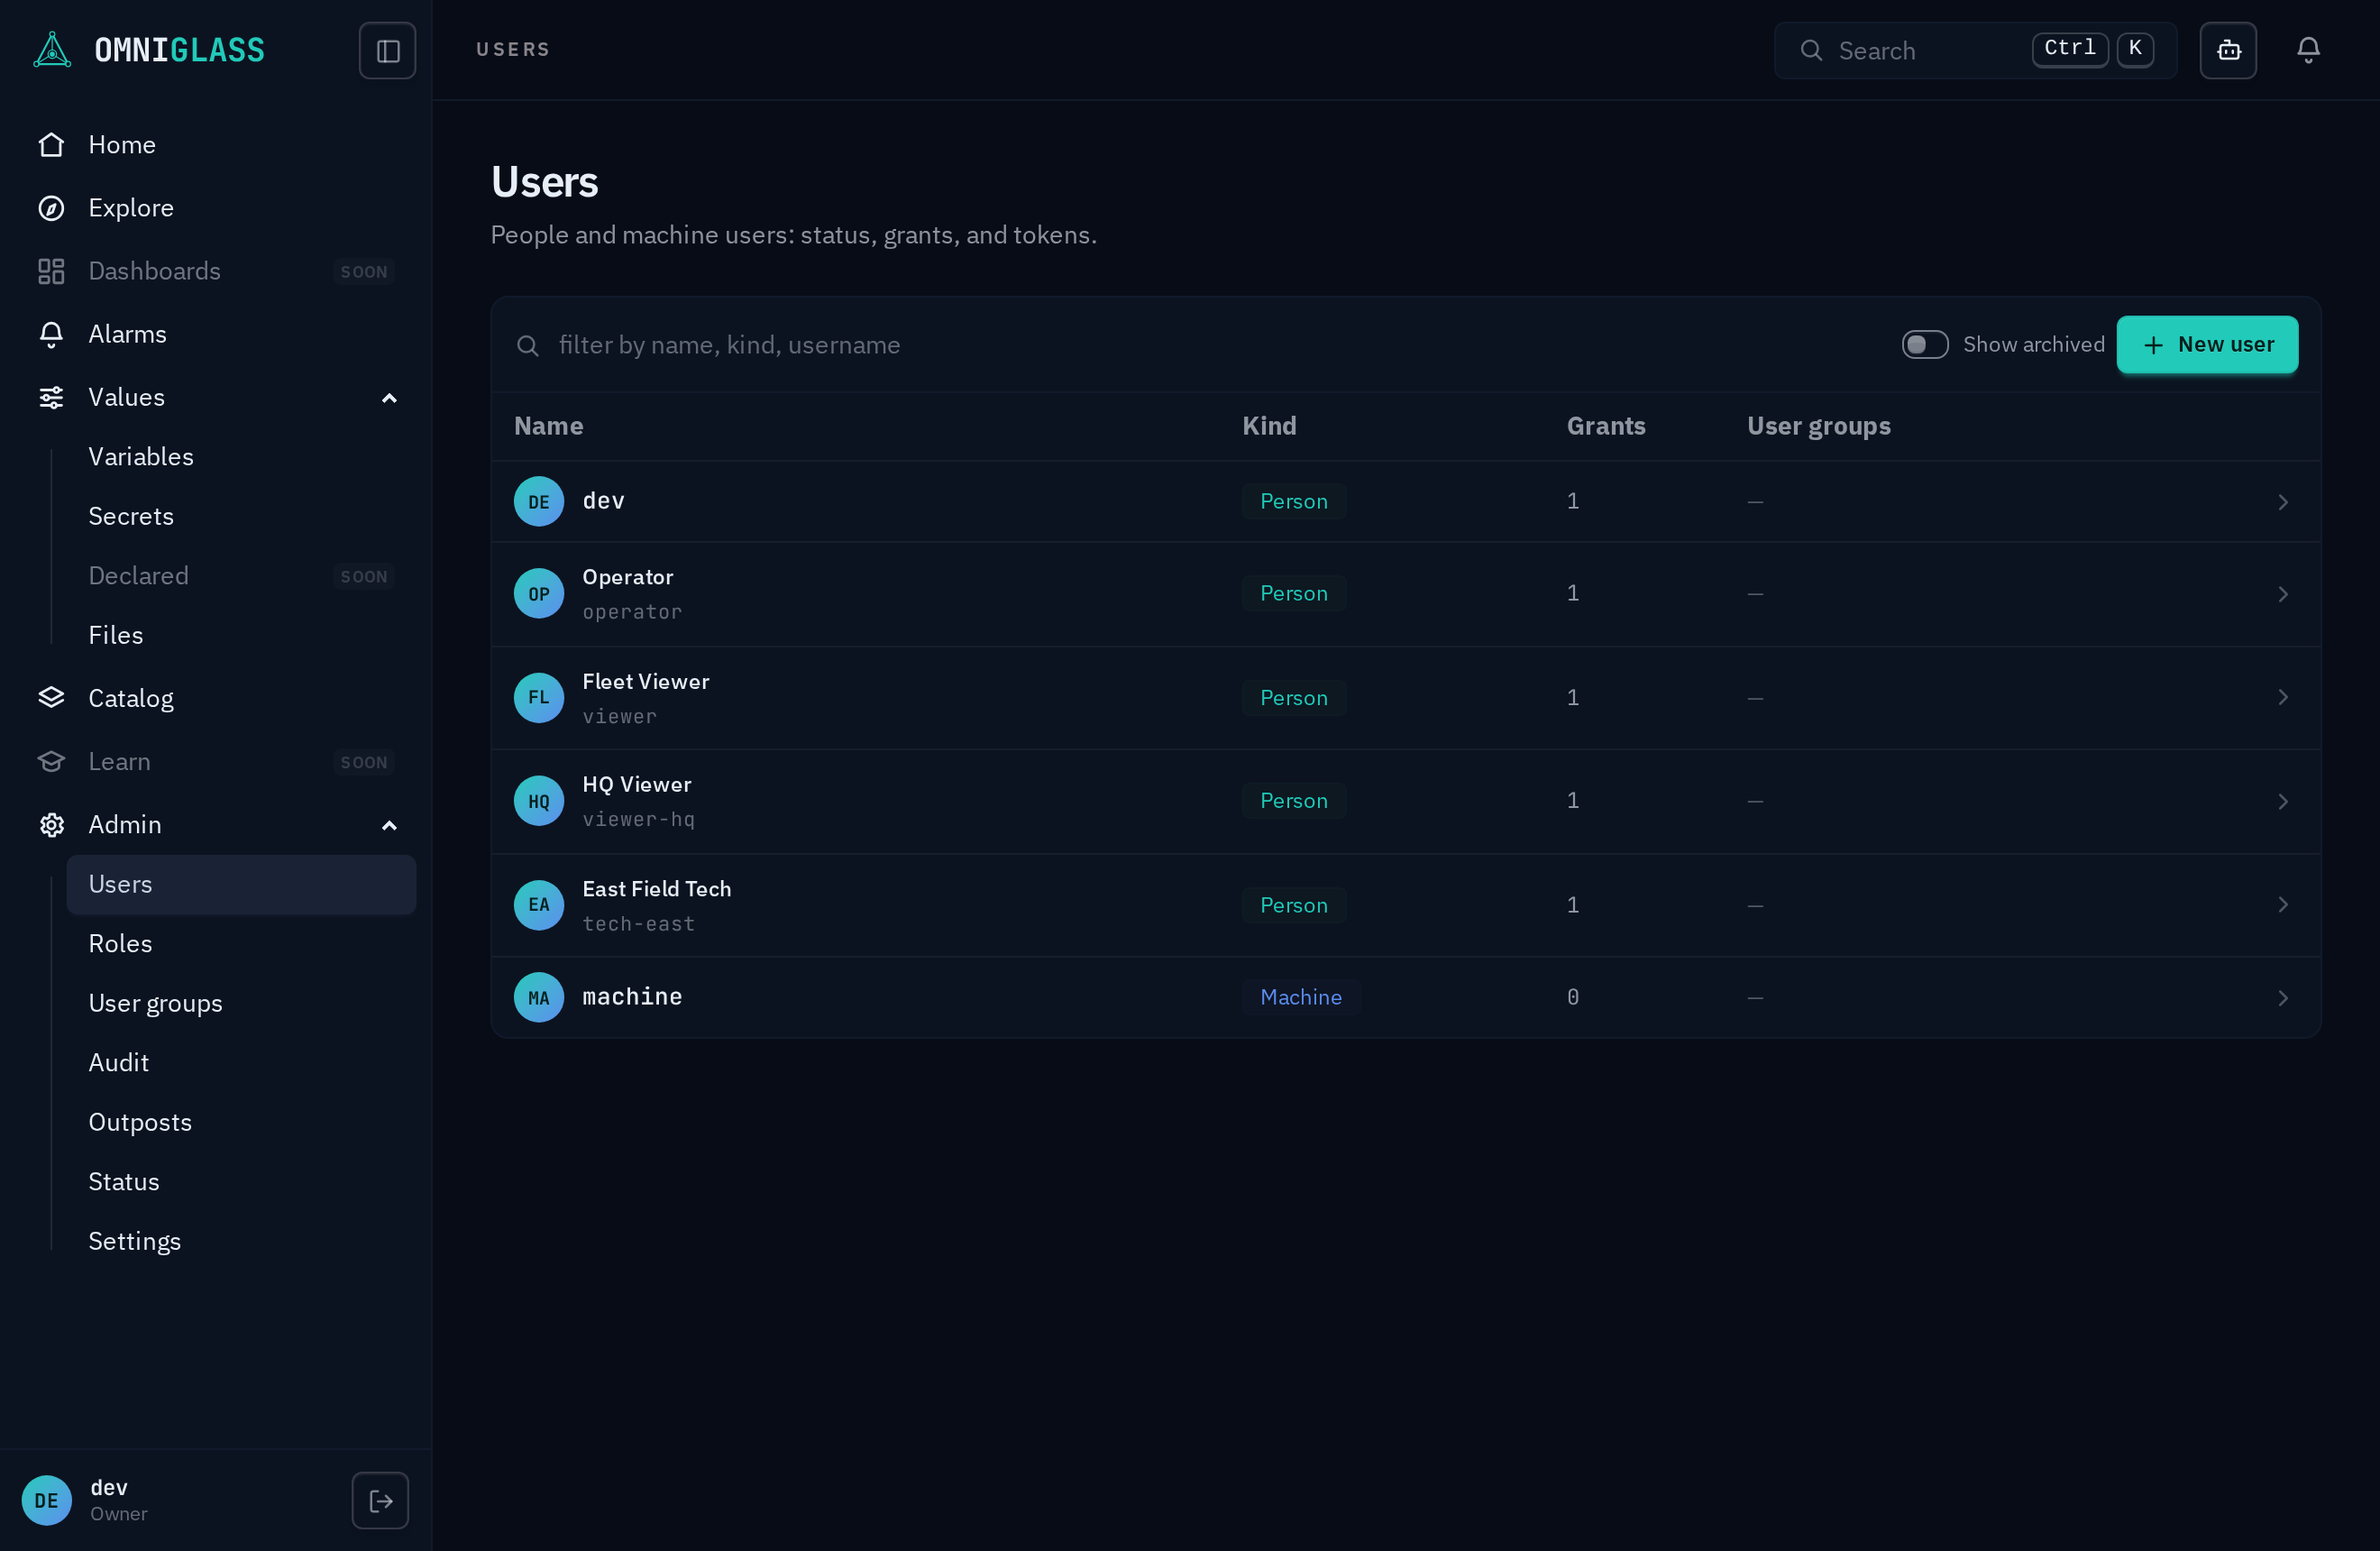 OMNIGLASS
Home
Explore
Dashboards SOON
Alarms
Values
Variables
Secrets
Declared SOON
Files
Catalog
Learn SOON
Admin
Users
Roles
User groups
Audit
Outposts
Status
Settings
DE dev
Owner
USERS
Search Ctrl K
Users
People and machine users: status, grants, and tokens.
filter by name, kind, username Show archived New user
Name Kind Grants User groups
DE dev Person 1 —
OP Operator Person 1 —
operator
FL Fleet Viewer Person 1 —
viewer
HQ HQ Viewer Person 1 —
viewer-hq
EA East Field Tech Person 1 —
tech-east
MA machine Machine 0 —